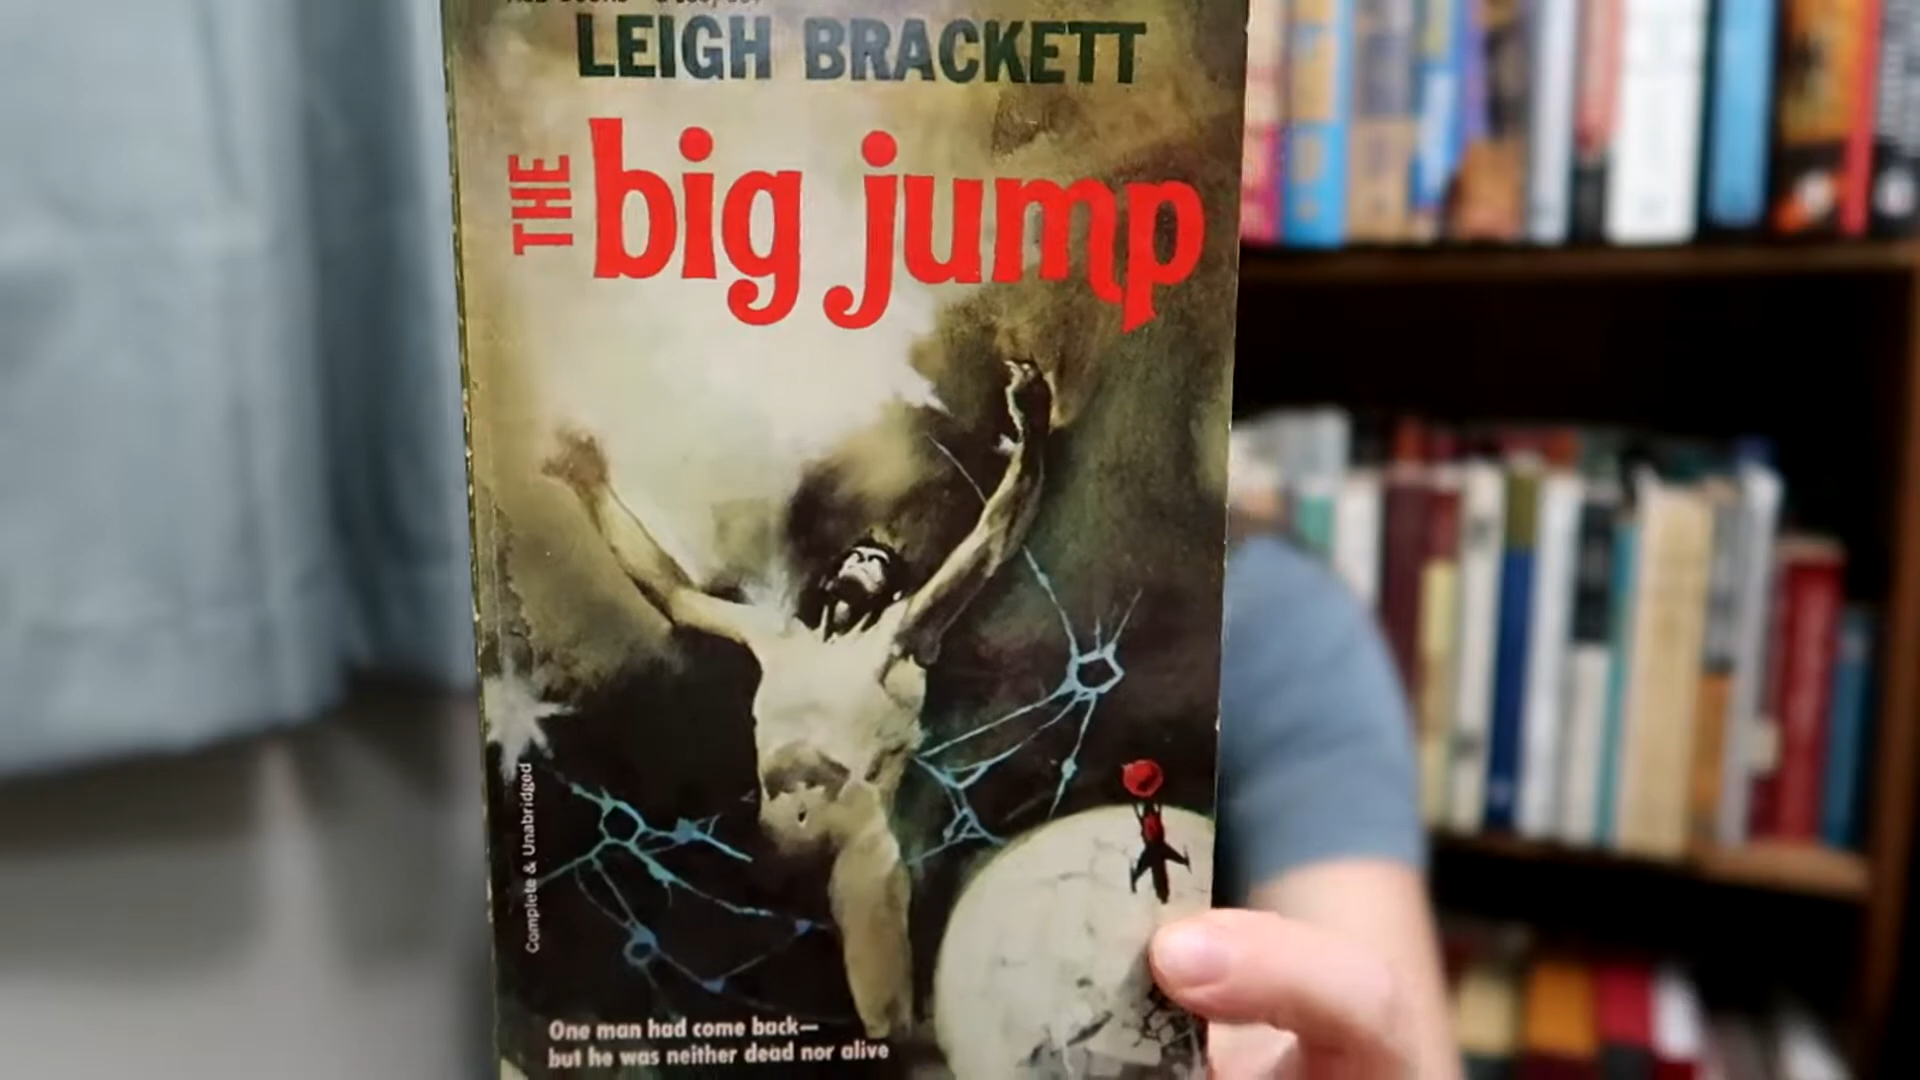 LEIGH BRACKETT
THE big jump
Complete & Unabridged
One man had come back—
but he was neither dead nor alive